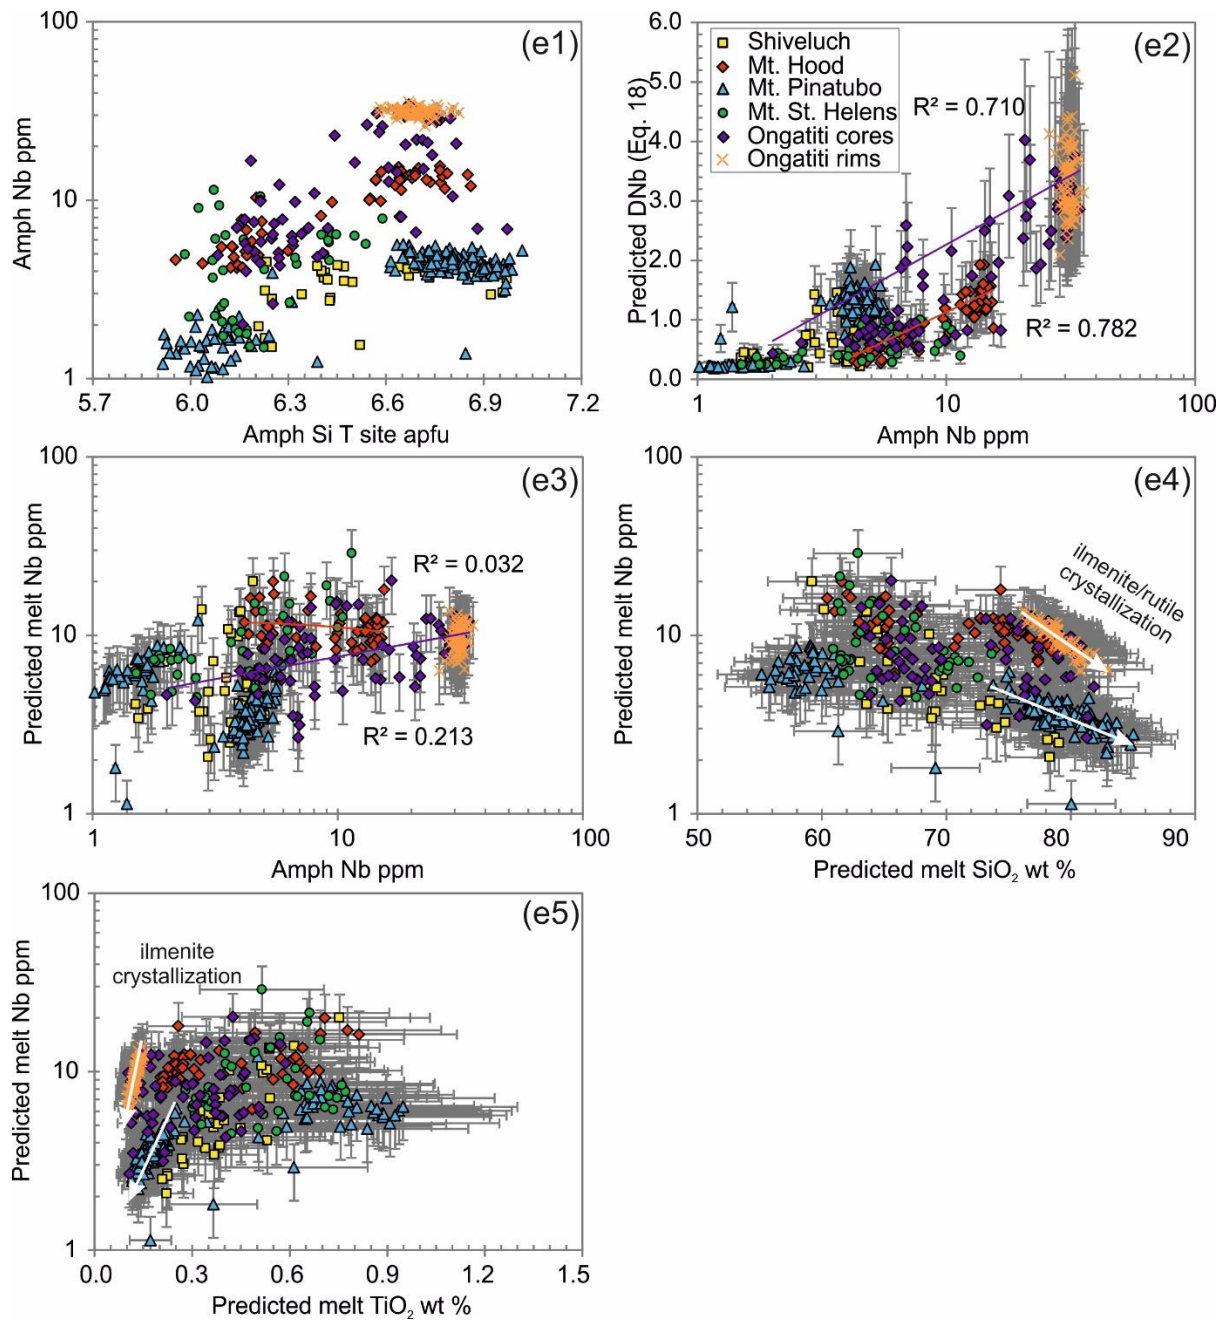 (e1)
Amph Nb ppm
100
10
1
5.7 6.0 6.3 6.6 6.9 7.2
Amph Si T site apfu
(e2)
Predicted DNb (Eq. 18)
6.0
5.0
4.0
3.0
2.0
1.0
0.0
Shiveluch
Mt. Hood
Mt. Pinatubo
Mt. St. Helens
Ongatiti cores
Ongatiti rims
R² = 0.710
R² = 0.782
1 10 100
Amph Nb ppm
(e3)
Predicted melt Nb ppm
100
10
1
R² = 0.032
R² = 0.213
1 10 100
Amph Nb ppm
(e4)
Predicted melt Nb ppm
100
10
1
ilmenite/rutile
crystallization
50 60 70 80 90
Predicted melt SiO₂ wt %
(e5)
Predicted melt Nb ppm
100
10
1
ilmenite
crystallization
0.0 0.3 0.6 0.9 1.2 1.5
Predicted melt TiO₂ wt %